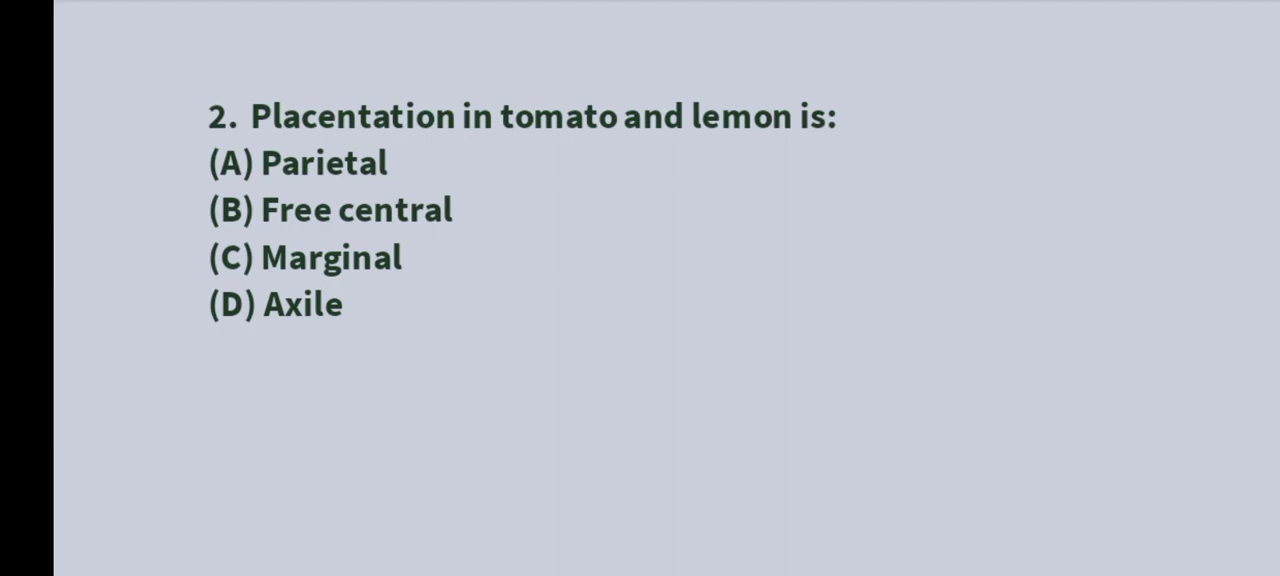 2. Placentation in tomato and lemon is:
(A) Parietal
(B) Free central
(C) Marginal
(D) Axile